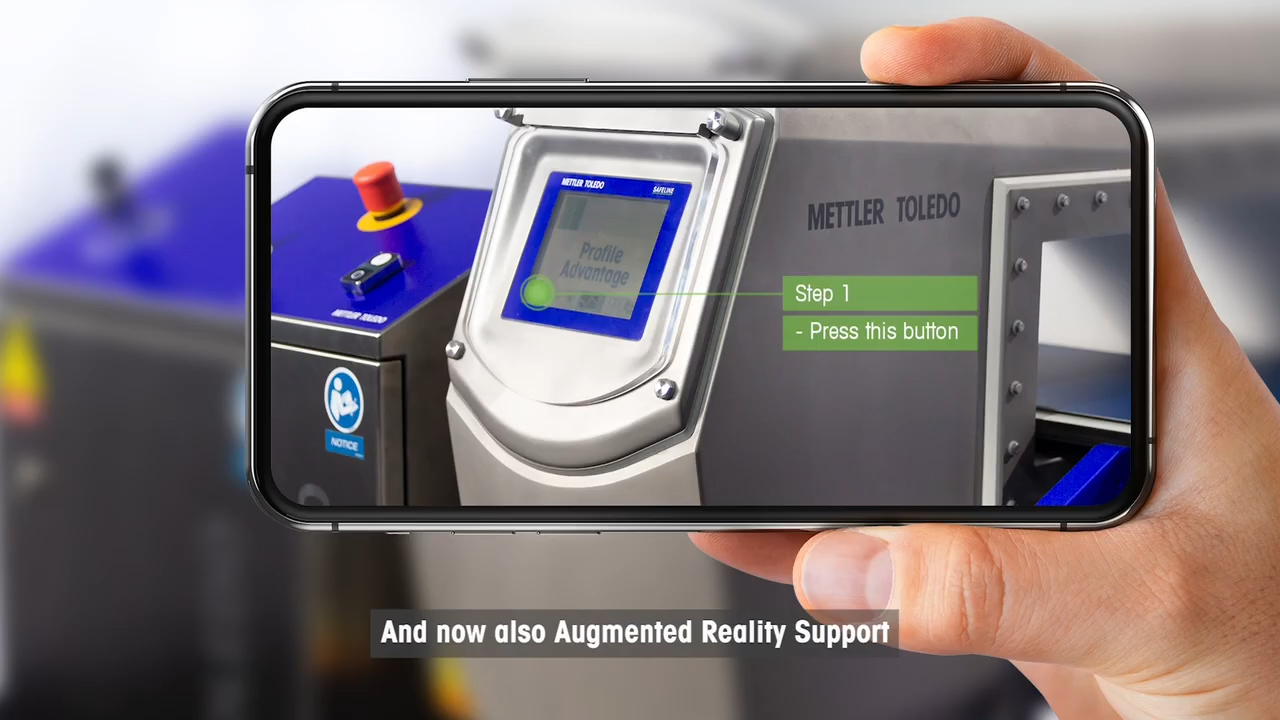 METTLER TOLEDO
SAFELINE
Profile
Advantage
METTLER TOLEDO
Step 1
- Press this button
METTLER TOLEDO
NOTICE
And now also Augmented Reality Support